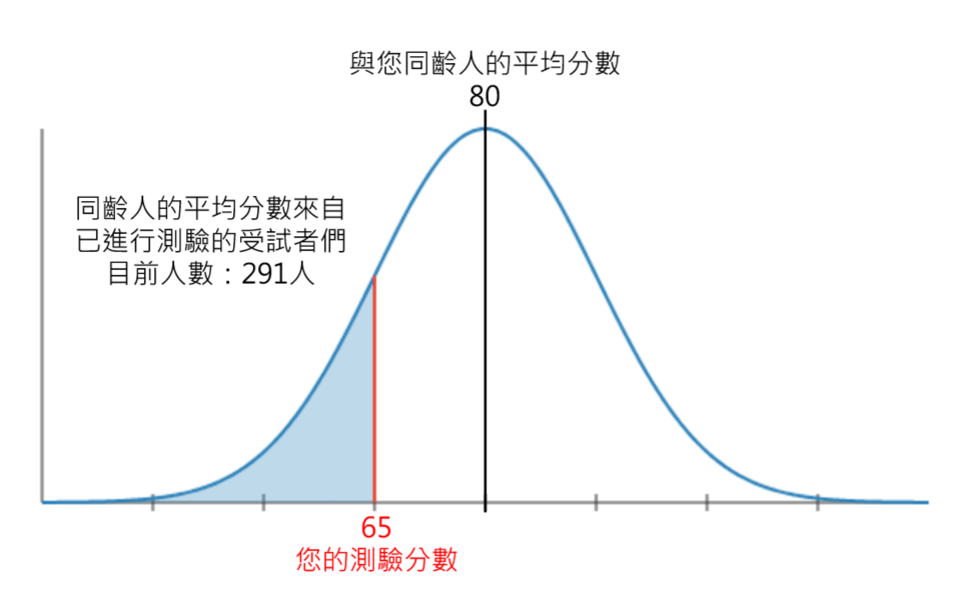 與您同齡人的平均分數
80
同齡人的平均分數來自
已進行測驗的受試者們
目前人數：291人
65
您的測驗分數